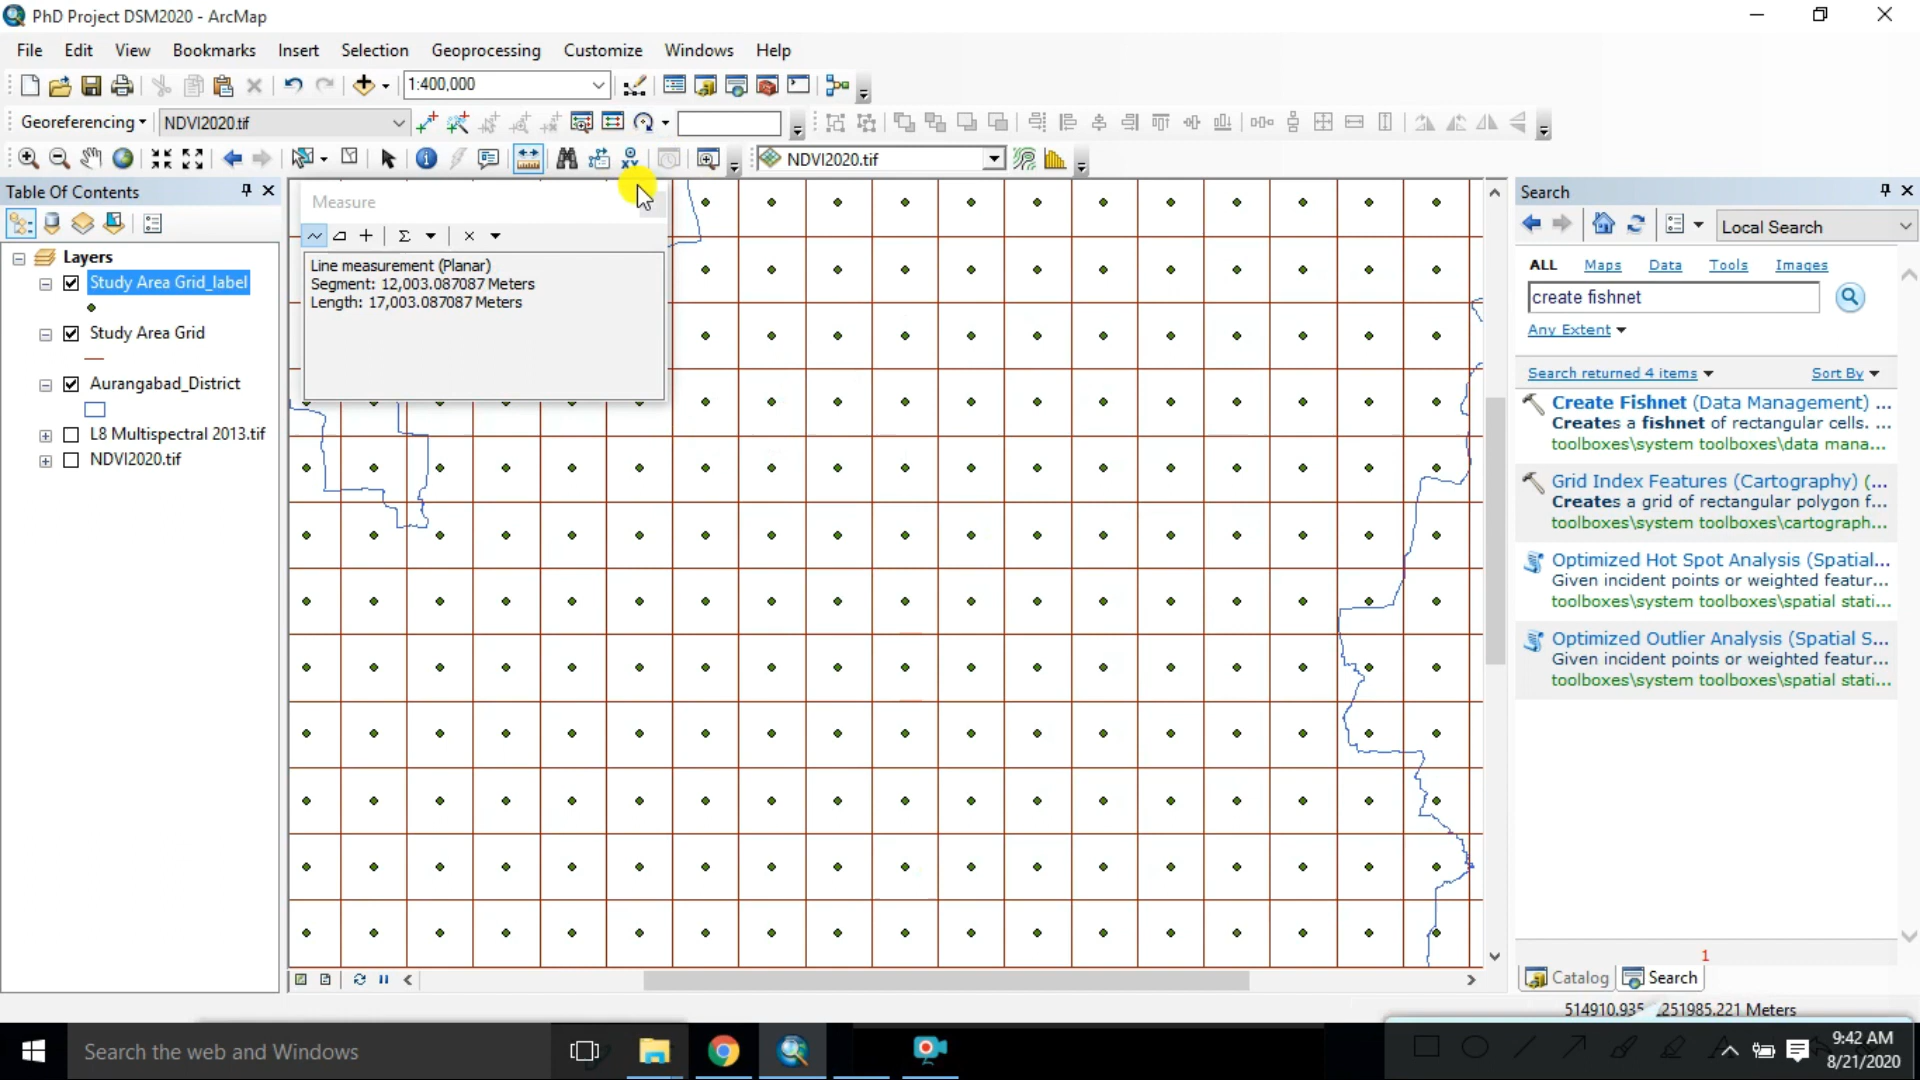 PhD Project DSM2020 - ArcMap
File Edit View Bookmarks Insert Selection Geoprocessing Customize Windows Help
1:400,000
Georeferencing NDVI2020.tif
NDVI2020.tif
Table Of Contents
Layers
Study Area Grid_label
Study Area Grid
Aurangabad_District
L8 Multispectral 2013.tif
NDVI2020.tif
Measure
Line measurement (Planar)
Segment: 12,003.087087 Meters
Length: 17,003.087087 Meters
Search
Local Search
ALL Maps Data Tools Images
create fishnet
Any Extent
Search returned 4 items Sort By
Create Fishnet (Data Management) ...
Creates a fishnet of rectangular cells. ...
toolboxes\system toolboxes\data mana...
Grid Index Features (Cartography) (...
Creates a grid of rectangular polygon f...
toolboxes\system toolboxes\cartograph...
Optimized Hot Spot Analysis (Spatial...
Given incident points or weighted featur...
toolboxes\system toolboxes\spatial stati...
Optimized Outlier Analysis (Spatial S...
Given incident points or weighted featur...
toolboxes\system toolboxes\spatial stati...
1
Catalog Search
514910.935 251985.221 Meters
Search the web and Windows
9:42 AM
8/21/2020